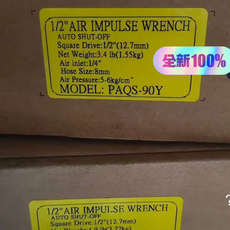 1/2"AIR IMPULSE WRENCH
AUTO SHUT-OFF
Square Drive:1/2"(12.7mm)
Net Weight:3.4 lb(1.55kg)
Air inlet:1/4"
Hose Size:8mm
Air Pressure:5-6kg/cm²
MODEL: PAQS-90Y
全新100%
1/2"AIR IMPULSE WRENCH
AUTO SHUT-OFF
Square Drive:1/2"(12.7mm)